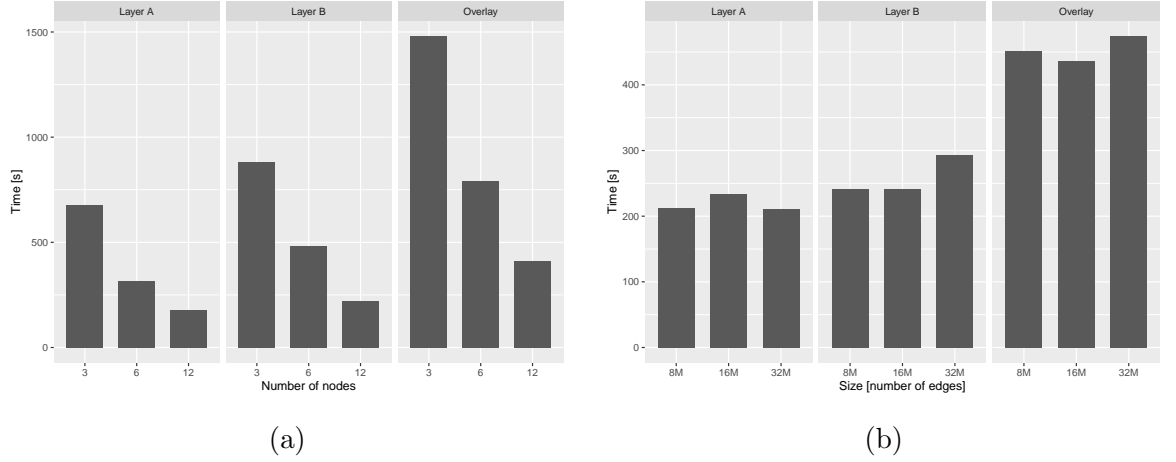 Layer A Layer B Overlay
1500
1000
500
0
Time [s]
3 6 12 3 6 12 3 6 12
Number of nodes
(a)
Layer A Layer B Overlay
400
300
200
100
0
Time [s]
8M 16M 32M 8M 16M 32M 8M 16M 32M
Size [number of edges]
(b)